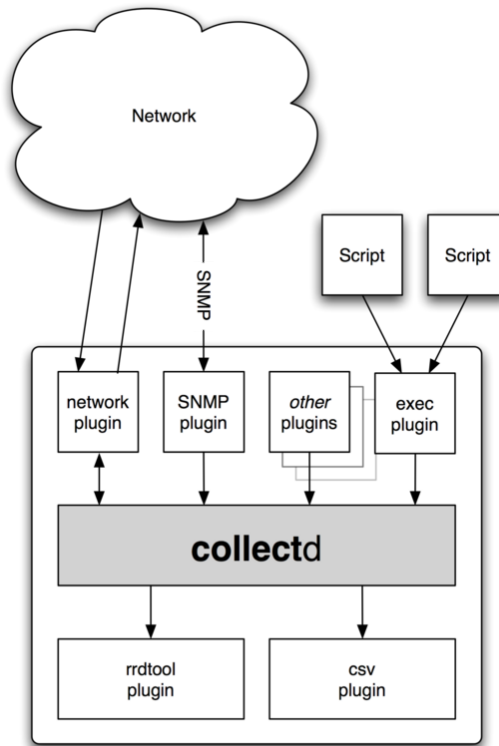 Network
SNMP
Script
Script
network
plugin
SNMP
plugin
other
plugins
exec
plugin
collectd
rrdtool
plugin
csv
plugin